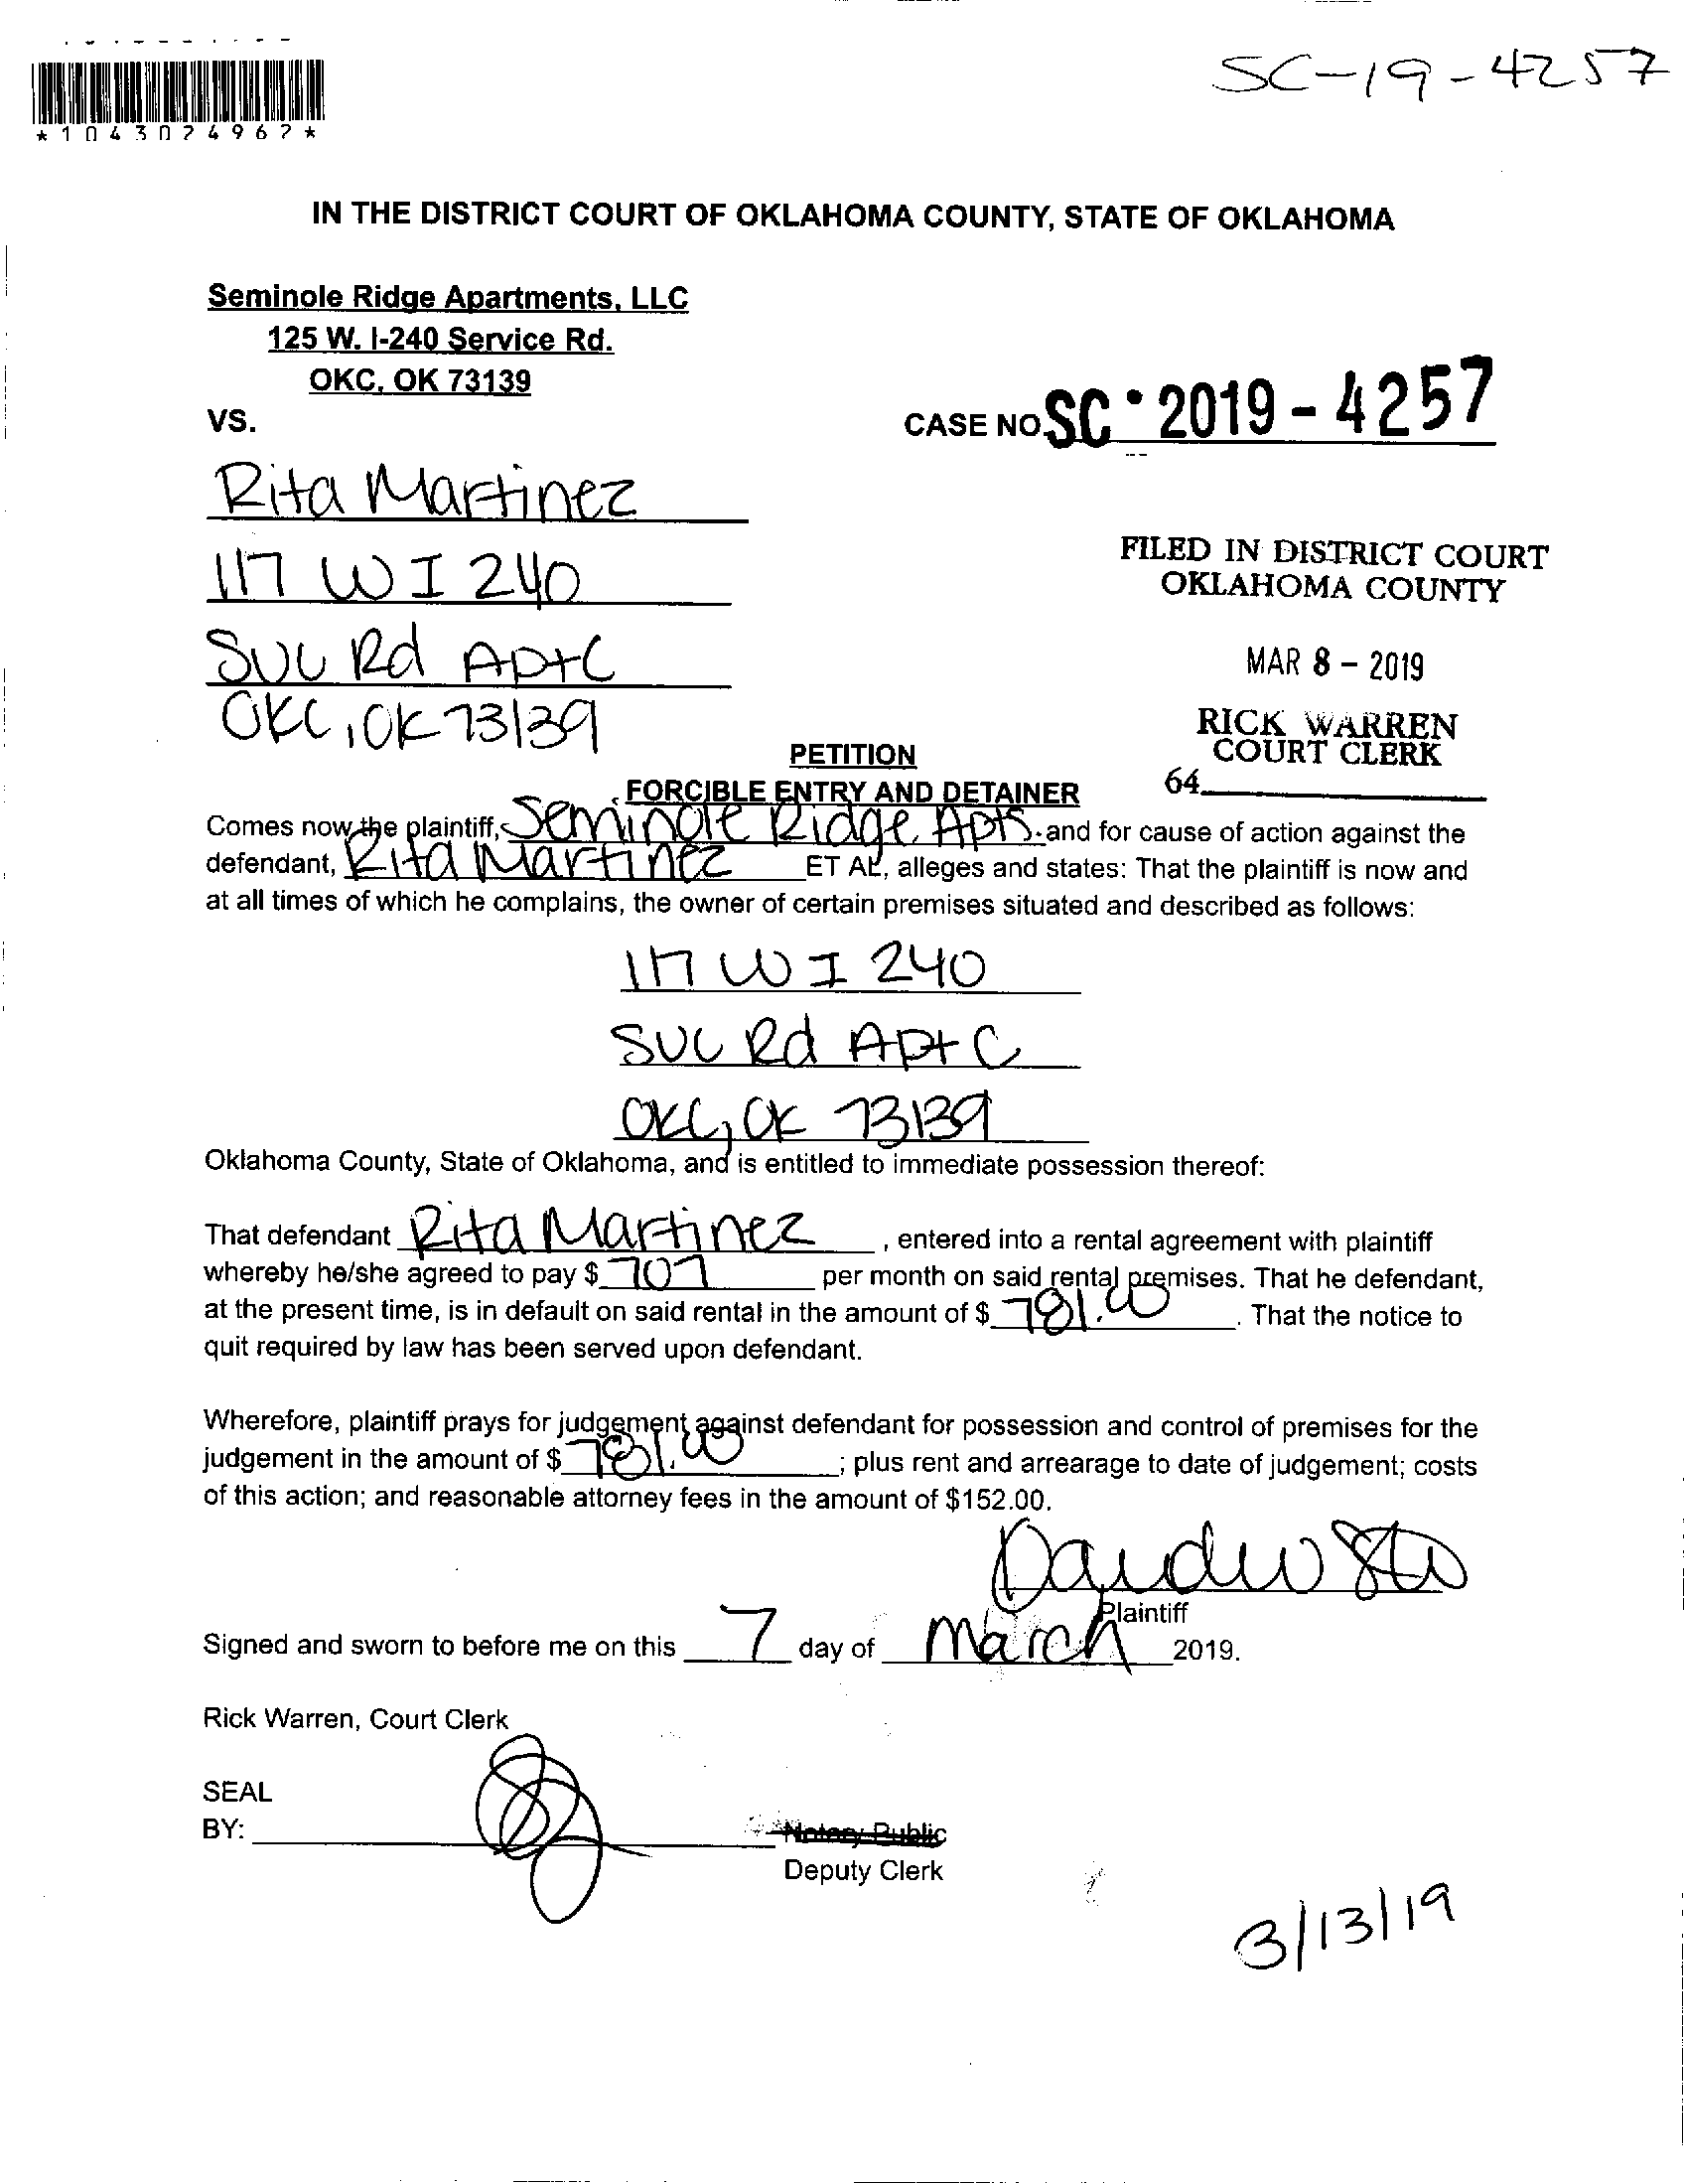 SC-19-4257
*1043024967*
IN THE DISTRICT COURT OF OKLAHOMA COUNTY, STATE OF OKLAHOMA
Seminole Ridge Apartments, LLC
125 W. I-240 Service Rd.
OKC, OK 73139
VS.
CASE NO. SC • 2019 - 4257
Rita Martinez
117 W I 240
SVC Rd Apt C
OKC, OK 73139
FILED IN DISTRICT COURT
OKLAHOMA COUNTY
MAR 8 - 2019
RICK WARREN
COURT CLERK
64
PETITION
FORCIBLE ENTRY AND DETAINER
Comes now the plaintiff, Seminole Ridge Apts. and for cause of action against the
defendant, Rita Martinez ET AL, alleges and states: That the plaintiff is now and
at all times of which he complains, the owner of certain premises situated and described as follows:
117 W I 240
SVC Rd Apt C
OKC, OK 73139
Oklahoma County, State of Oklahoma, and is entitled to immediate possession thereof:
That defendant Rita Martinez, entered into a rental agreement with plaintiff
whereby he/she agreed to pay $ 707 per month on said rental premises. That he defendant,
at the present time, is in default on said rental in the amount of $ 781.00. That the notice to
quit required by law has been served upon defendant.
Wherefore, plaintiff prays for judgement against defendant for possession and control of premises for the
judgement in the amount of $ 781.00; plus rent and arrearage to date of judgement; costs
of this action; and reasonable attorney fees in the amount of $152.00.
Plaintiff
Signed and sworn to before me on this 7 day of March 2019.
Rick Warren, Court Clerk
SEAL
BY:
Notary Public
Deputy Clerk
3/13/19